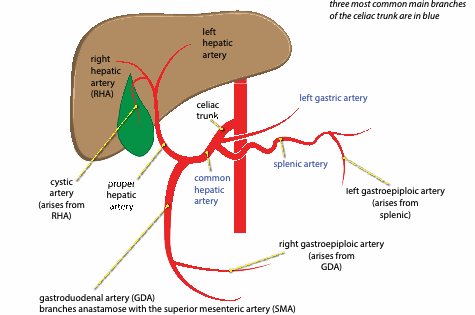 three most common main branches
of the celiac trunk are in blue
left
hepatic
artery
right
hepatic
artery
(RHA)
celiac
trunk
left gastric artery
splenic artery
common
hepatic
artery
cystic
artery
(arises from
RHA)
proper
hepatic
artery
left gastroepiploic artery
(arises from
splenic)
right gastroepiploic artery
(arises from
GDA)
gastroduodenal artery (GDA)
branches anastamose with the superior mesenteric artery (SMA)